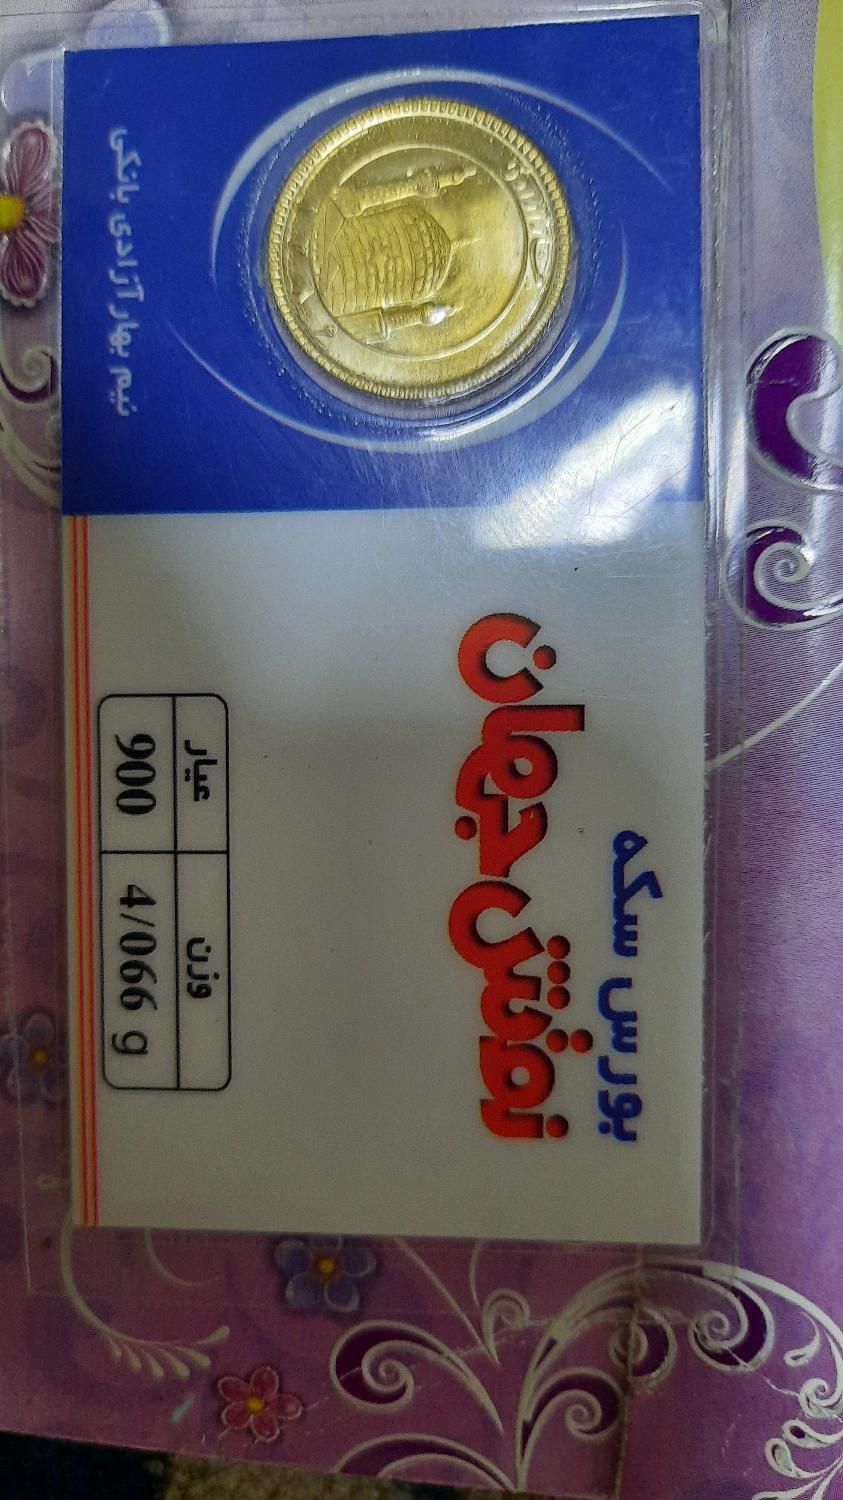 بورس سکه
نقش جهان
عیار
وزن
900
4/066 g
نیم بهار آزادی بانکی